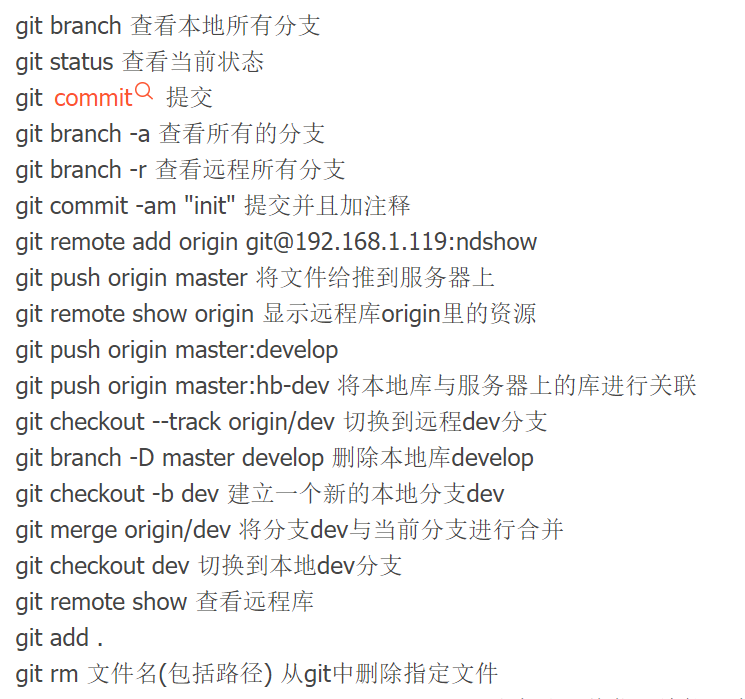 git branch 查看本地所有分支
git status 查看当前状态
git commit 提交
git branch -a 查看所有的分支
git branch -r 查看远程所有分支
git commit -am "init" 提交并且加注释
git remote add origin git@192.168.1.119:ndshow
git push origin master 将文件给推到服务器上
git remote show origin 显示远程库origin里的资源
git push origin master:develop
git push origin master:hb-dev 将本地库与服务器上的库进行关联
git checkout --track origin/dev 切换到远程dev分支
git branch -D master develop 删除本地库develop
git checkout -b dev 建立一个新的本地分支dev
git merge origin/dev 将分支dev与当前分支进行合并
git checkout dev 切换到本地dev分支
git remote show 查看远程库
git add .
git rm 文件名(包括路径) 从git中删除指定文件